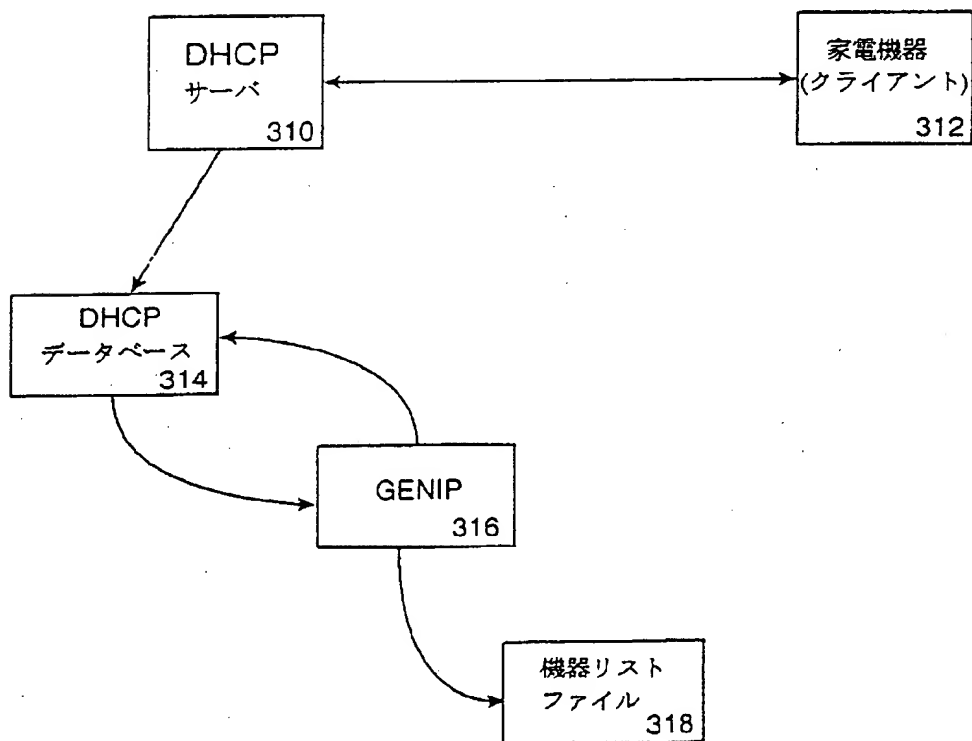 DHCP
サーバ
310
家電機器
(クライアント)
312
DHCP
データベース
314
GENIP
316
機器リスト
ファイル
318